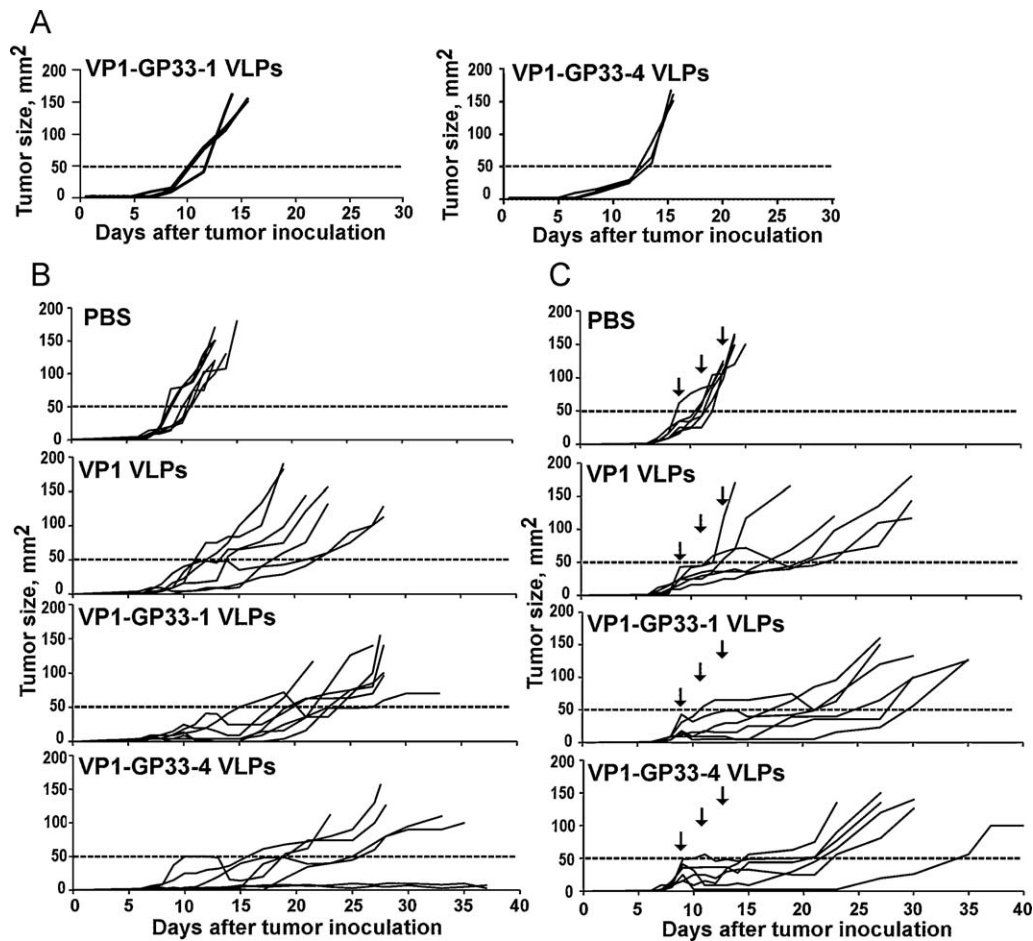 A
VP1-GP33-1 VLPs
Tumor size, mm2
200
150
100
50
0
0 5 10 15 20 25 30
Days after tumor inoculation
VP1-GP33-4 VLPs
Tumor size, mm2
200
150
100
50
0
0 5 10 15 20 25 30
Days after tumor inoculation
B
PBS
200
150
100
50
0
VP1 VLPs
200
150
100
50
0
VP1-GP33-1 VLPs
200
150
100
50
0
VP1-GP33-4 VLPs
200
150
100
50
0
Tumor size, mm2
0 5 10 15 20 25 30 35 40
Days after tumor inoculation
C
PBS
200
150
100
50
0
VP1 VLPs
200
150
100
50
0
VP1-GP33-1 VLPs
200
150
100
50
0
VP1-GP33-4 VLPs
200
150
100
50
0
Tumor size, mm2
0 5 10 15 20 25 30 35 40
Days after tumor inoculation